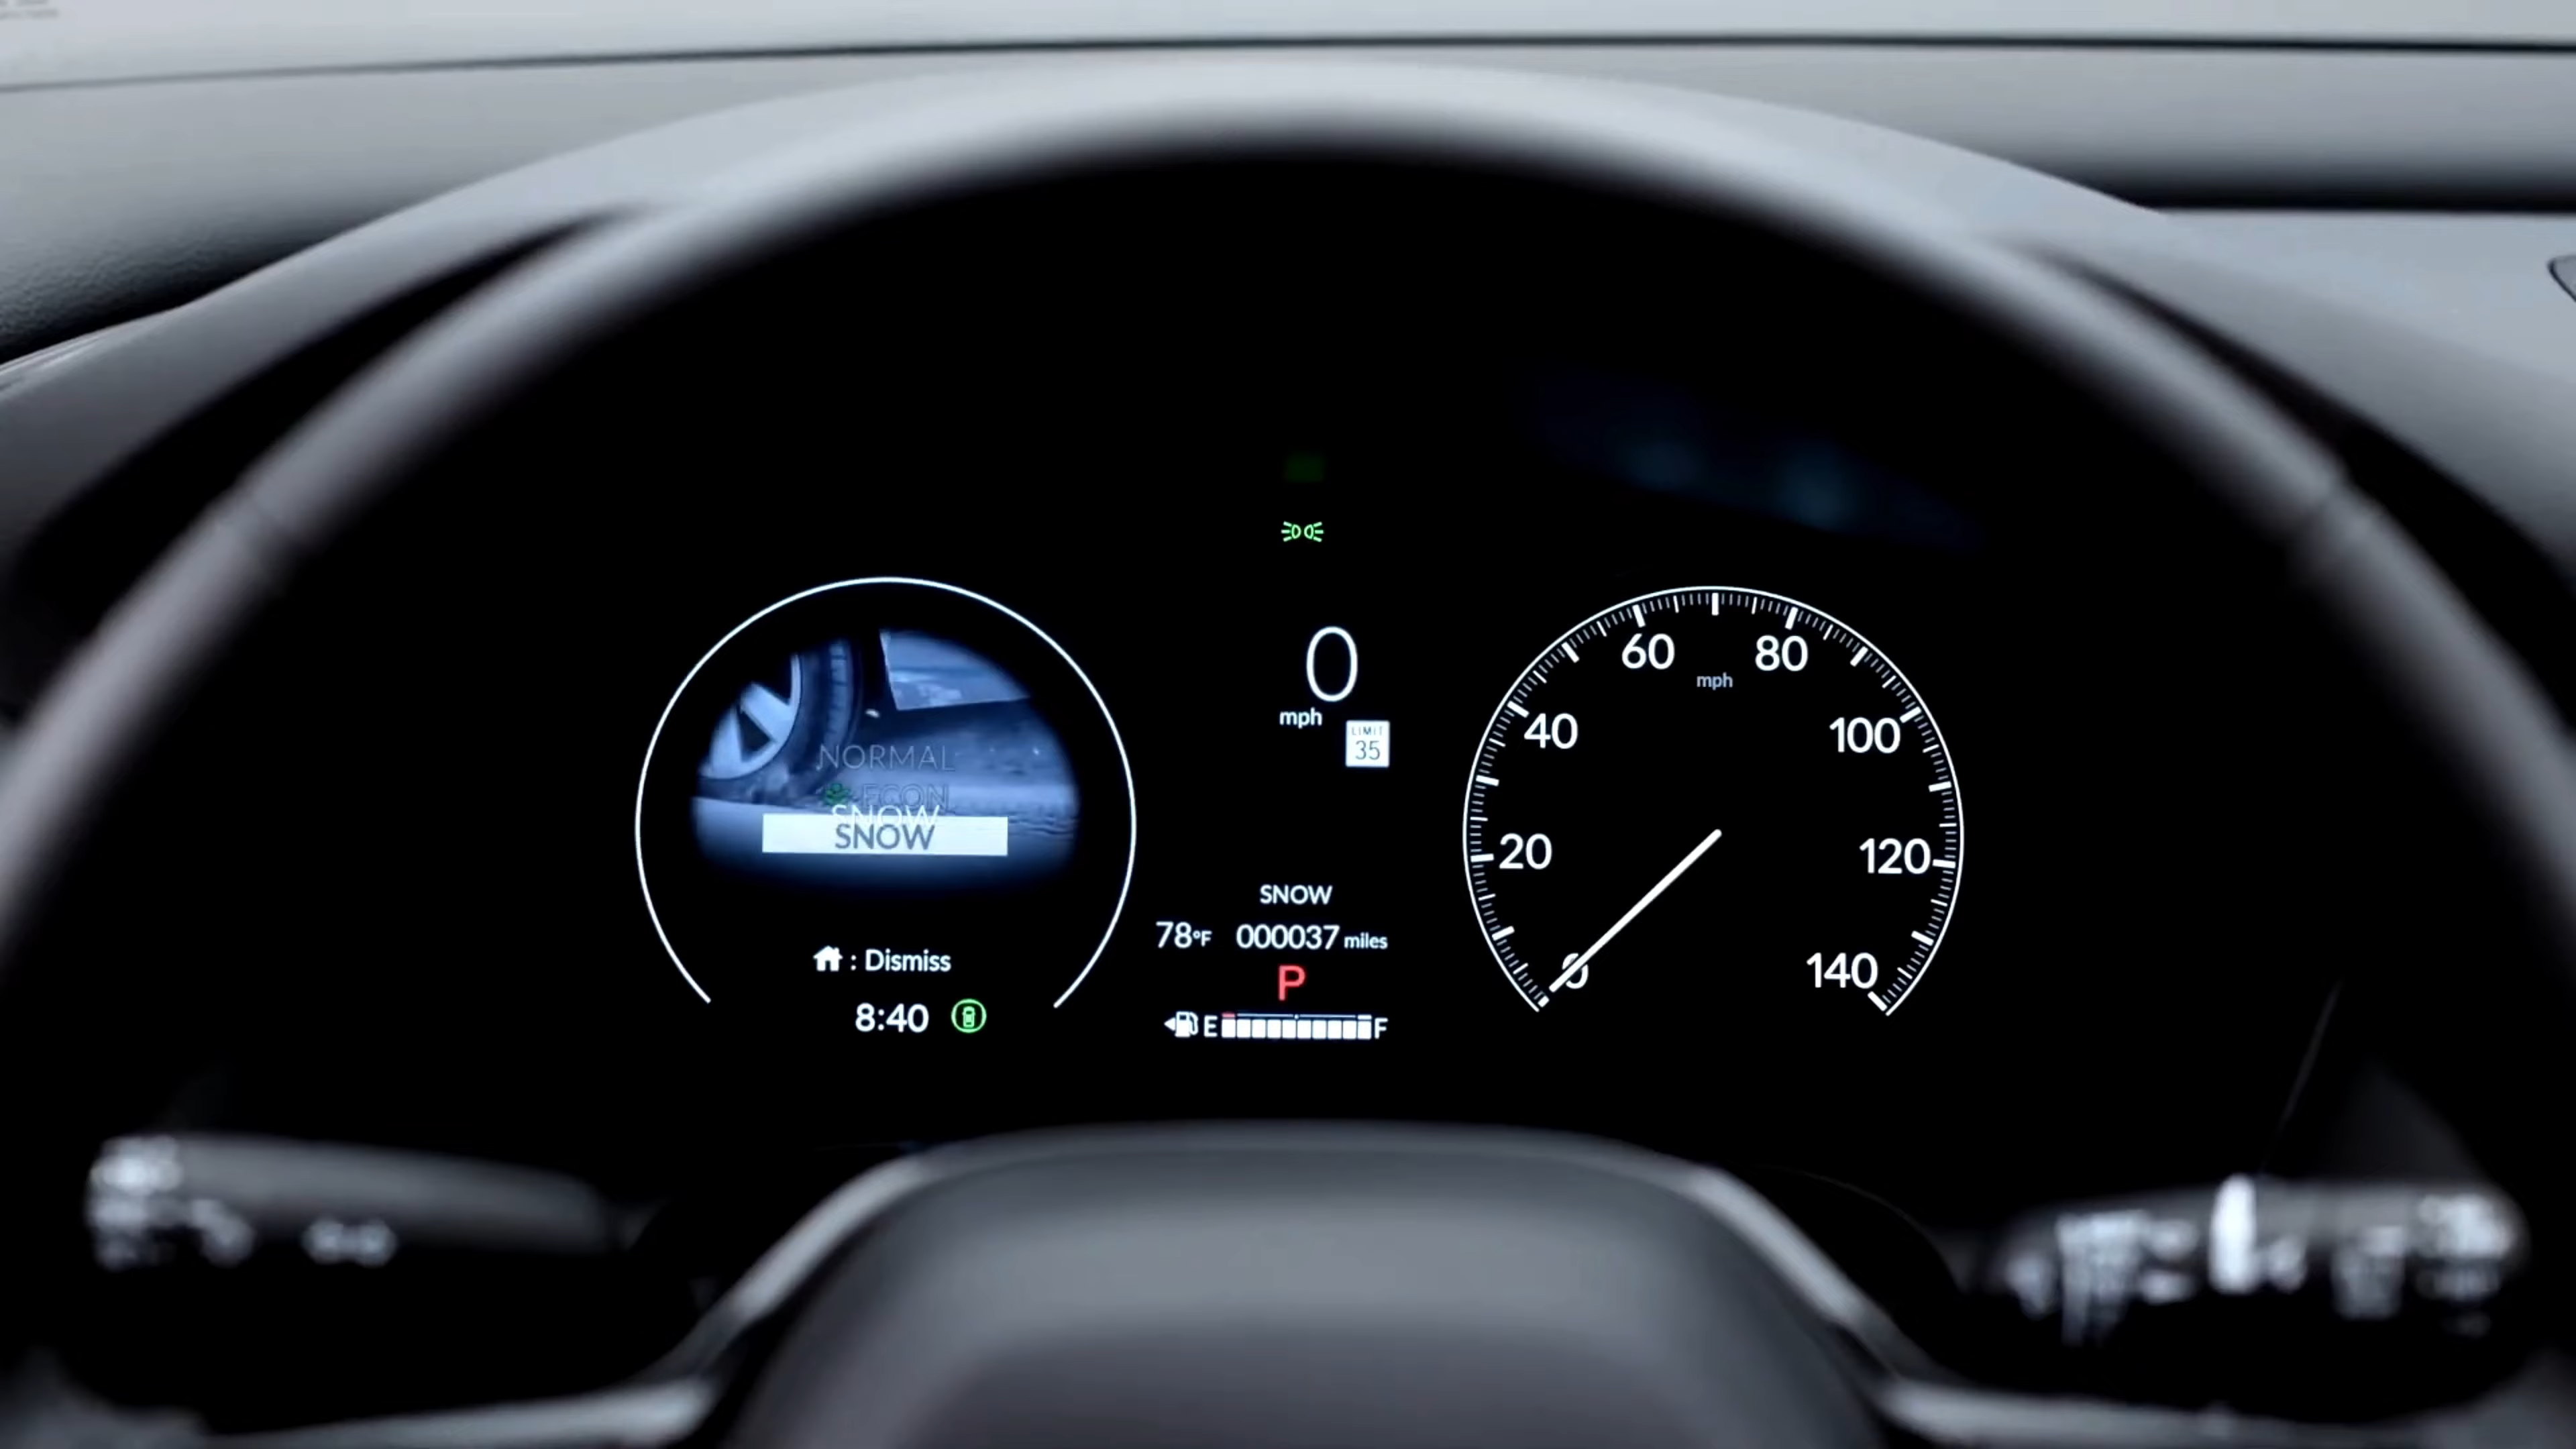 NORMAL
ECON
SNOW
SNOW
: Dismiss
8:40
0
mph
LIMIT
35
SNOW
78°F 000037 miles
P
E F
60 80
mph
40 100
20 120
0 140